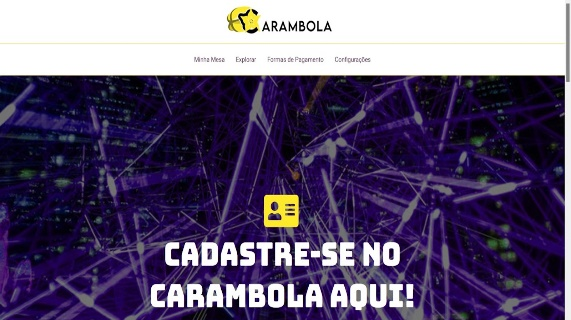 CARAMBOLA
Minha Mesa Explorar Formas de Pagamento Configurações
CADASTRE-SE NO
CARAMBOLA AQUI!